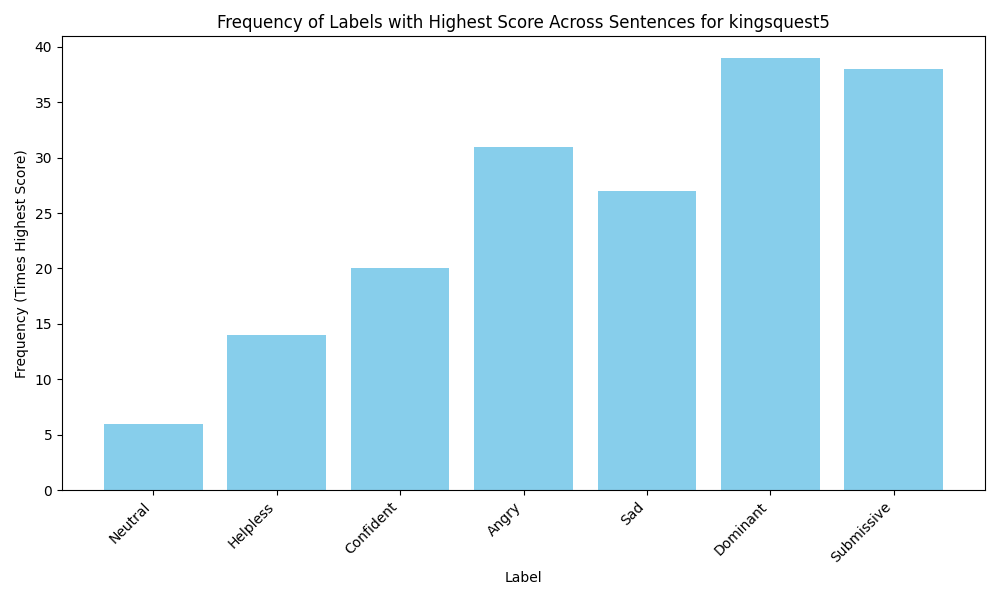 Frequency of Labels with Highest Score Across Sentences for kingsquest5
Frequency (Times Highest Score)
40
35
30
25
20
15
10
5
0
Neutral
Helpless
Confident
Angry
Sad
Dominant
Submissive
Label